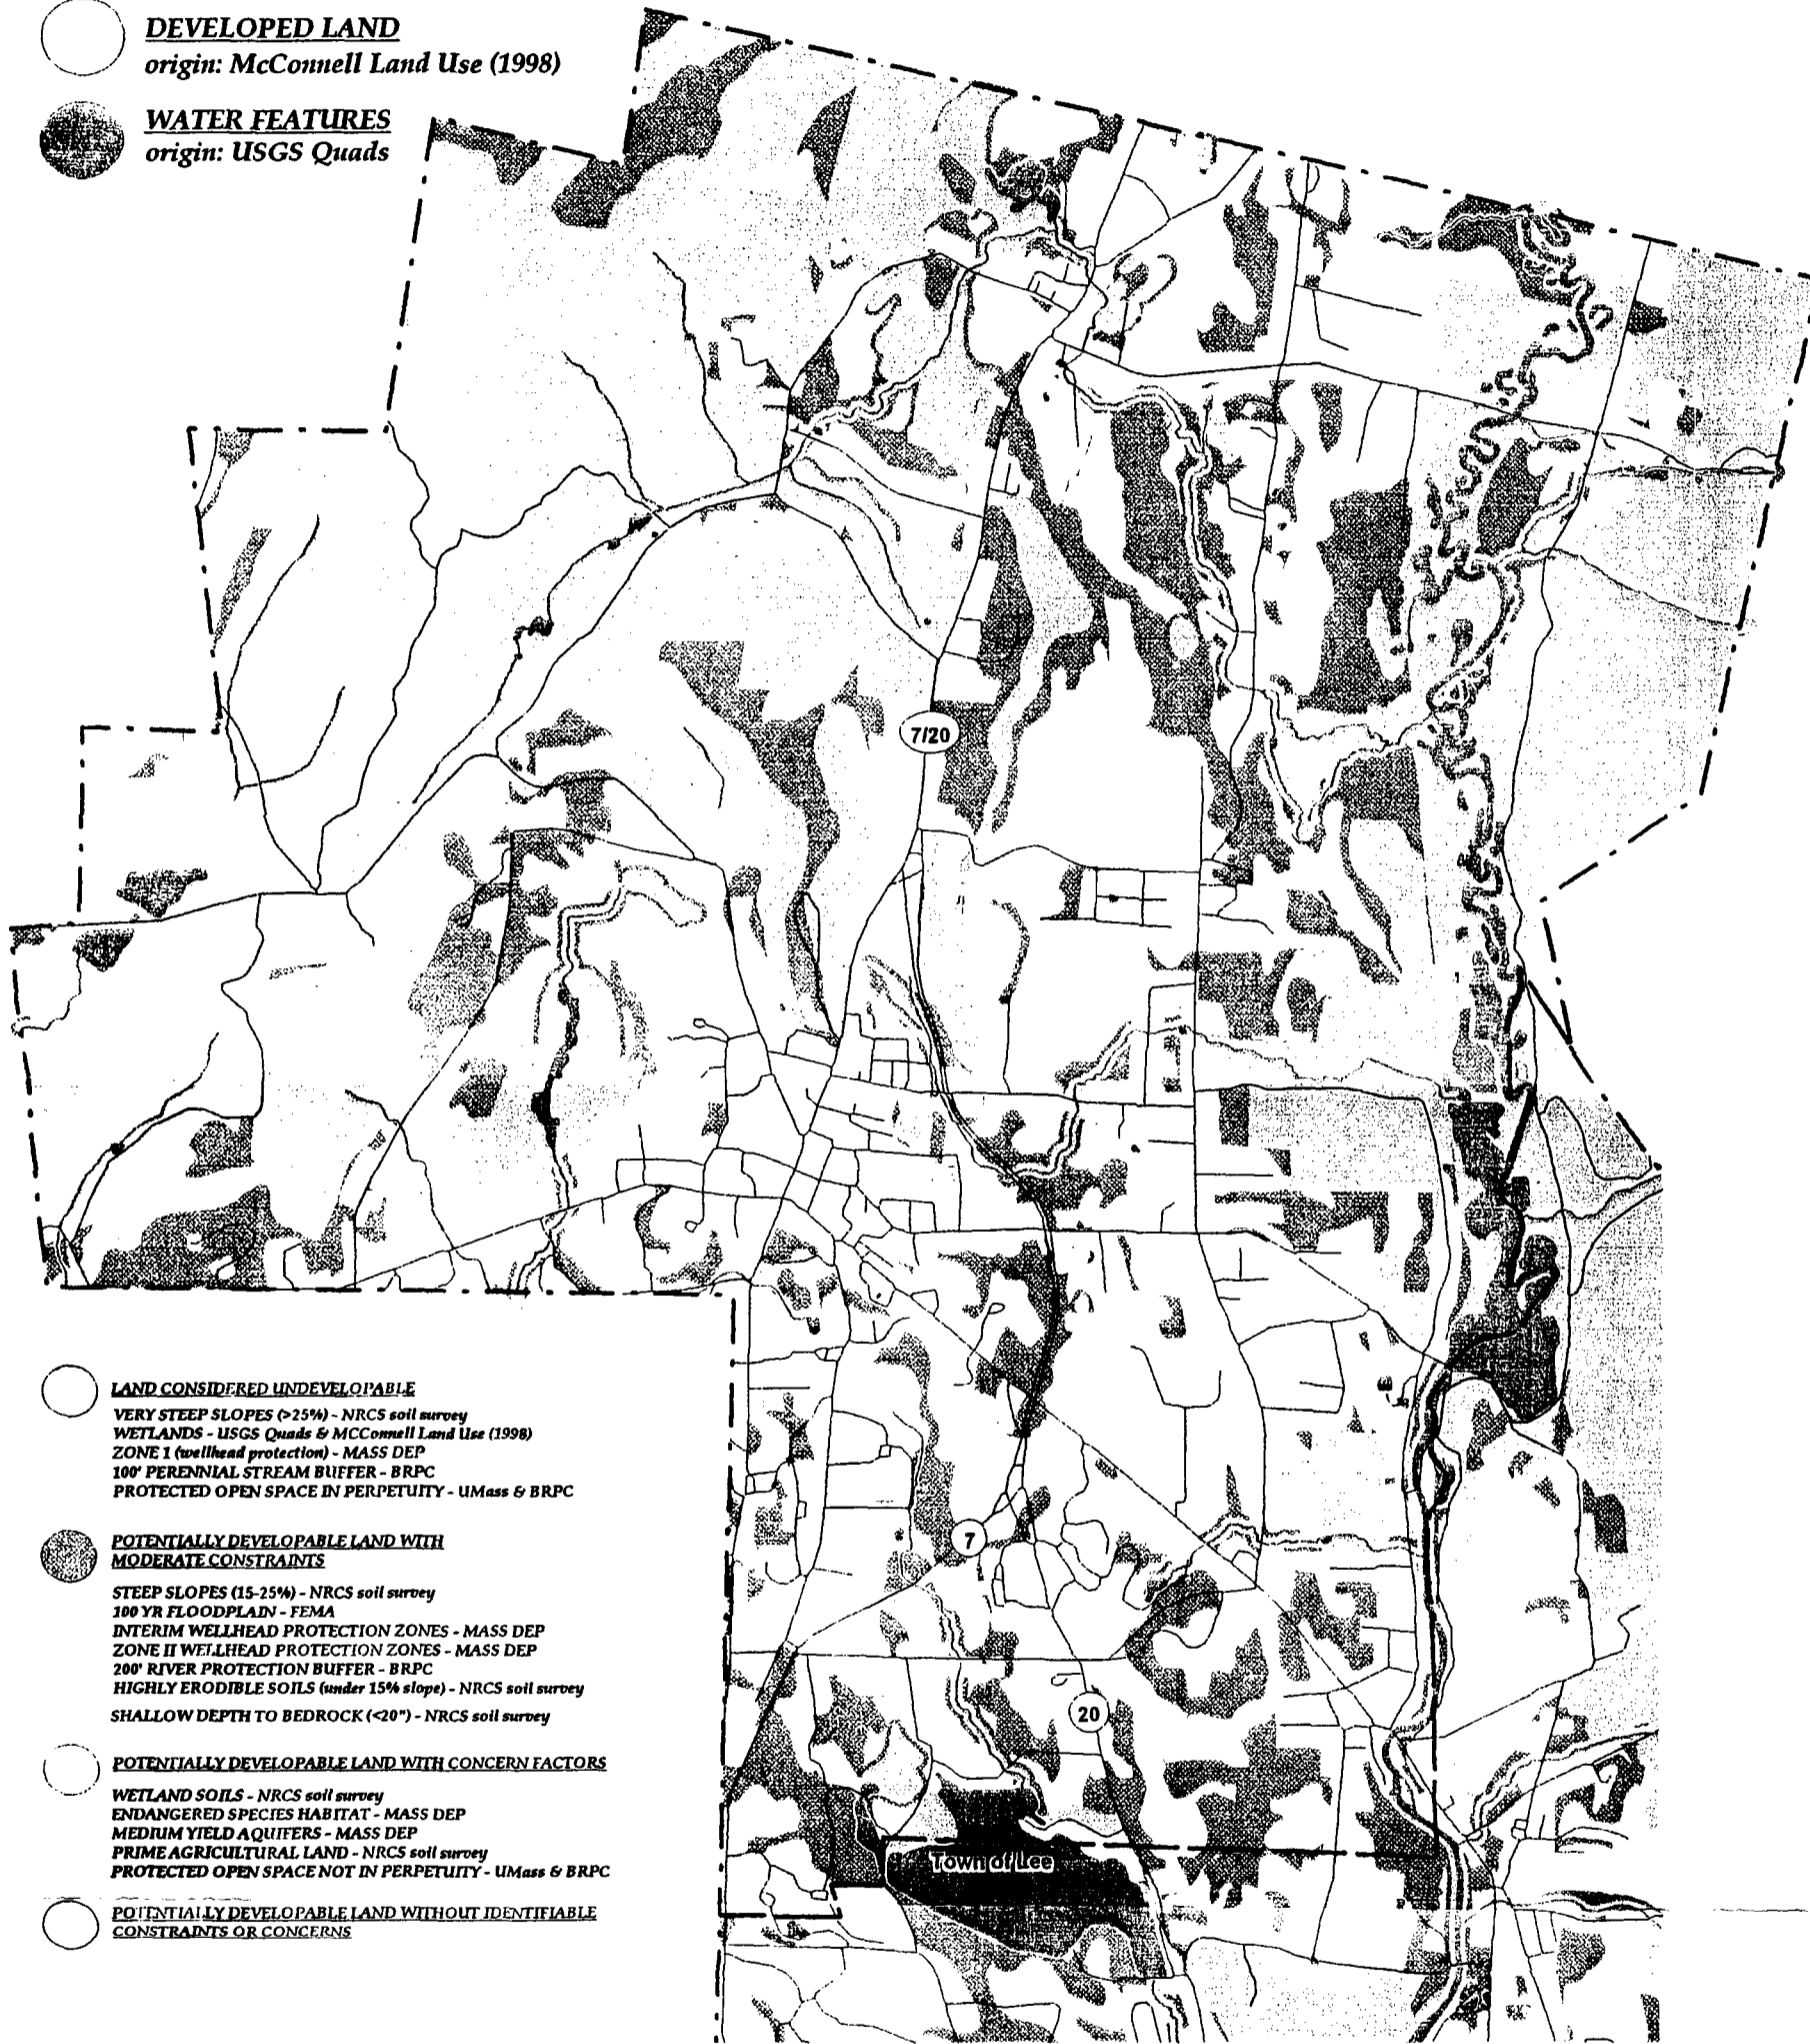 DEVELOPED LAND
origin: McConnell Land Use (1998)
WATER FEATURES
origin: USGS Quads
7/20
LAND CONSIDERED UNDEVELOPABLE
VERY STEEP SLOPES (>25%) - NRCS soil survey
WETLANDS - USGS Quads & MCConnell Land Use (1998)
ZONE 1 (wellhead protection) - MASS DEP
100' PERENNIAL STREAM BUFFER - BRPC
PROTECTED OPEN SPACE IN PERPETUITY - UMass & BRPC
POTENTIALLY DEVELOPABLE LAND WITH
MODERATE CONSTRAINTS
7
STEEP SLOPES (15-25%) - NRCS soil survey
100 YR FLOODPLAIN - FEMA
INTERIM WELLHEAD PROTECTION ZONES - MASS DEP
ZONE II WELLHEAD PROTECTION ZONES - MASS DEP
200' RIVER PROTECTION BUFFER - BRPC
HIGHLY ERODIBLE SOILS (under 15% slope) - NRCS soil survey
SHALLOW DEPTH TO BEDROCK (<20") - NRCS soil survey
20
POTENTIALLY DEVELOPABLE LAND WITH CONCERN FACTORS
WETLAND SOILS - NRCS soil survey
ENDANGERED SPECIES HABITAT - MASS DEP
MEDIUM YIELD AQUIFERS - MASS DEP
PRIME AGRICULTURAL LAND - NRCS soil survey
PROTECTED OPEN SPACE NOT IN PERPETUITY - UMass & BRPC
Town of Lee
POTENTIALLY DEVELOPABLE LAND WITHOUT IDENTIFIABLE
CONSTRAINTS OR CONCERNS